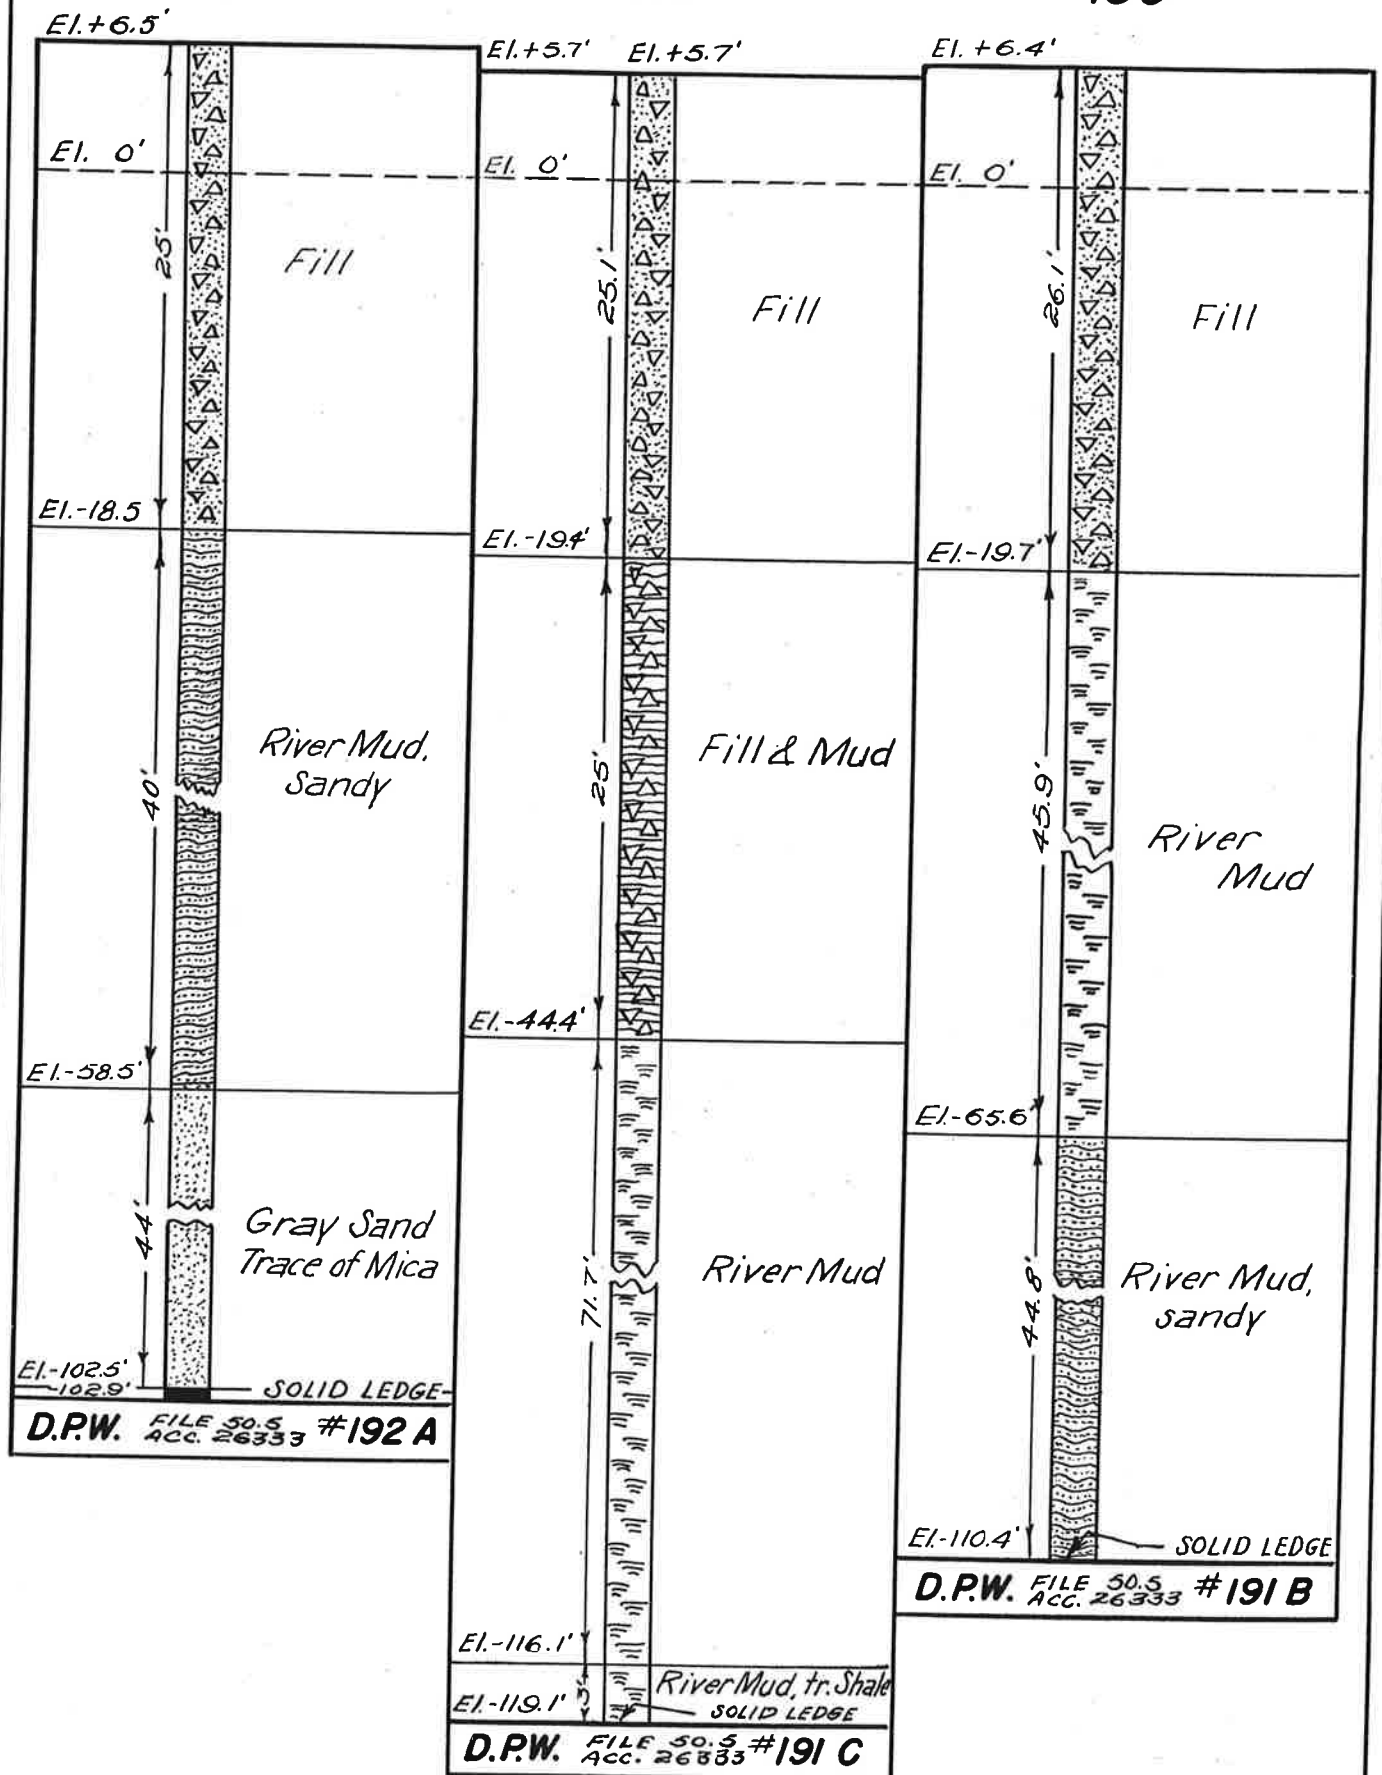 El.+6.5'
El. 0'
25'
Fill
El.-18.5
40'
River Mud,
Sandy
El.-58.5'
44'
Gray Sand
Trace of Mica
El.-102.5'
-102.9'
SOLID LEDGE
D.P.W. FILE 50.5 #192 A
ACC. 26333
El.+5.7' El.+5.7'
El. 0'
25.1'
Fill
El.-19.4'
25'
Fill & Mud
El.-44.4'
71.7'
River Mud
El.-116.1'
3'
River Mud, tr. Shale
El.-119.1'
SOLID LEDGE
D.P.W. FILE 50.5 #191 C
ACC. 26333
El. +6.4'
El. 0'
26.1'
Fill
El.-19.7'
45.9'
River
Mud
El.-65.6'
44.8'
River Mud,
sandy
El.-110.4'
SOLID LEDGE
D.P.W. FILE 50.5 #191 B
ACC. 26333